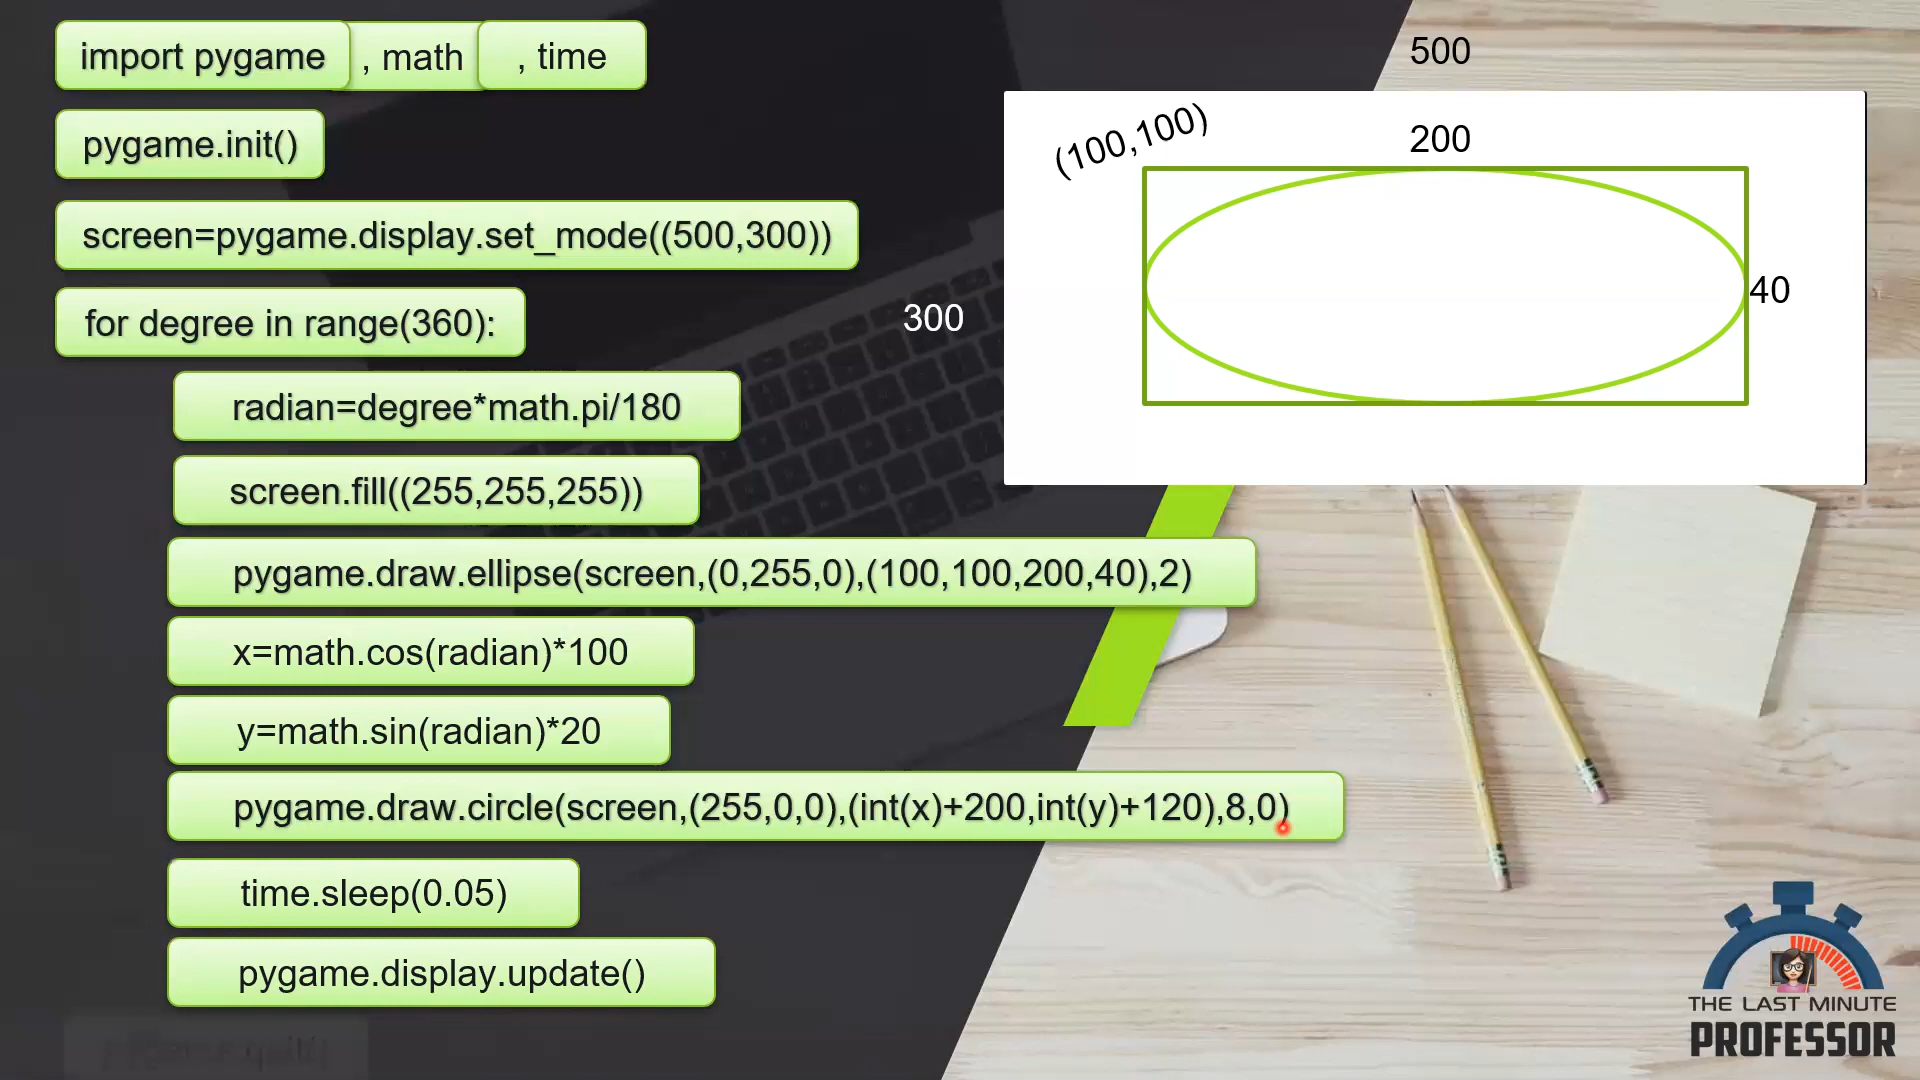 import pygame , math , time
pygame.init()
screen=pygame.display.set_mode((500,300))
for degree in range(360):
radian=degree*math.pi/180
screen.fill((255,255,255))
pygame.draw.ellipse(screen,(0,255,0),(100,100,200,40),2)
x=math.cos(radian)*100
y=math.sin(radian)*20
pygame.draw.circle(screen,(255,0,0),(int(x)+200,int(y)+120),8,0)
time.sleep(0.05)
pygame.display.update()
500
(100,100)
200
40
300
THE LAST MINUTE
PROFESSOR